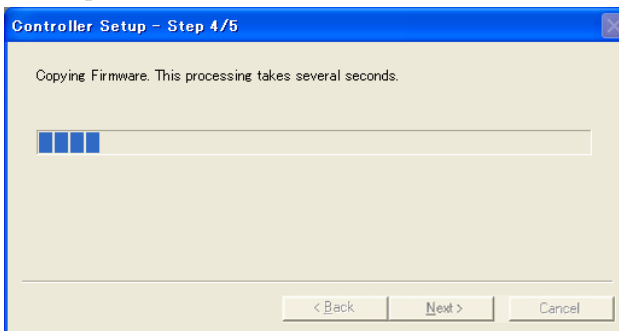 Controller Setup - Step 4/5
Copying Firmware. This processing takes several seconds.
< Back Next > Cancel